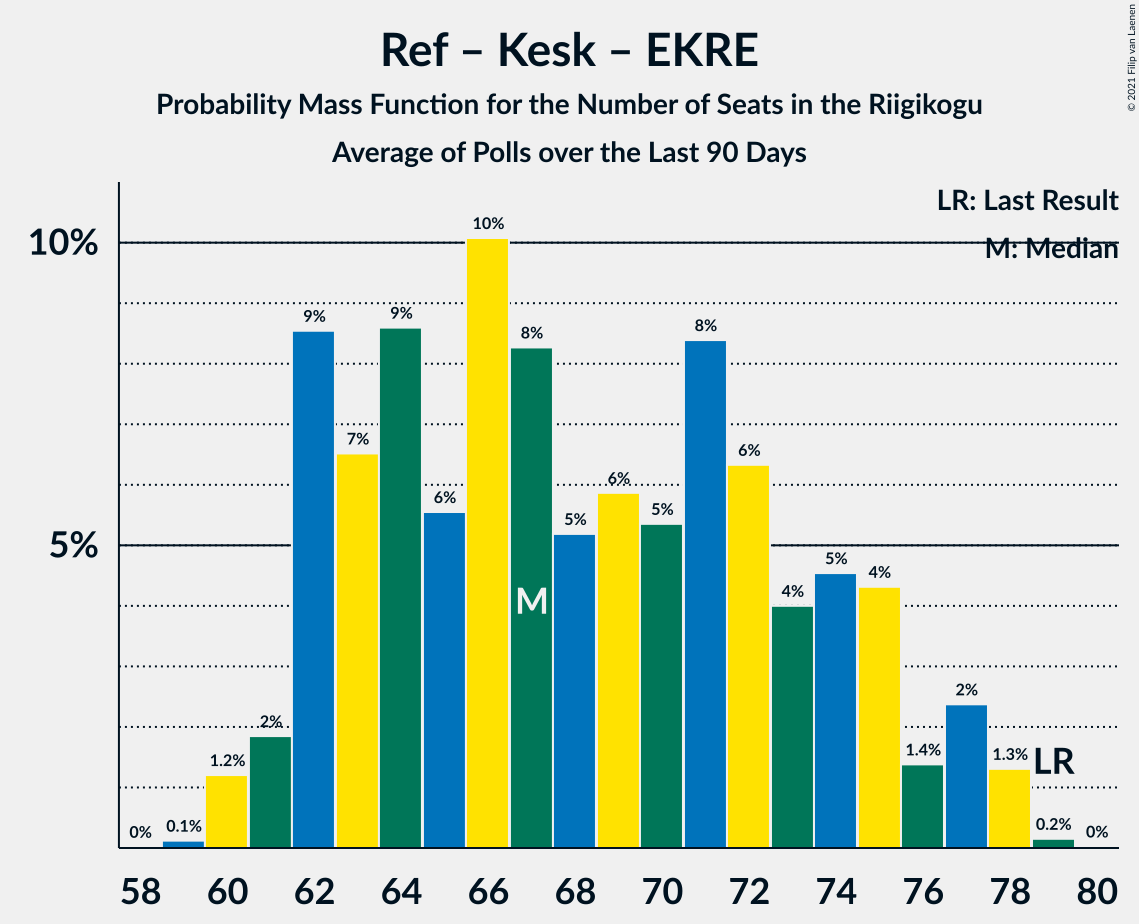 Ref – Kesk – EKRE
Probability Mass Function for the Number of Seats in the Riigikogu
Average of Polls over the Last 90 Days
© 2021 Filip van Laenen
LR: Last Result
M: Median
10%
5%
0%
0.1%
1.2%
2%
9%
7%
9%
6%
10%
8%
5%
6%
5%
8%
6%
4%
5%
4%
1.4%
2%
1.3%
0.2%
0%
M
LR
58 60 62 64 66 68 70 72 74 76 78 80